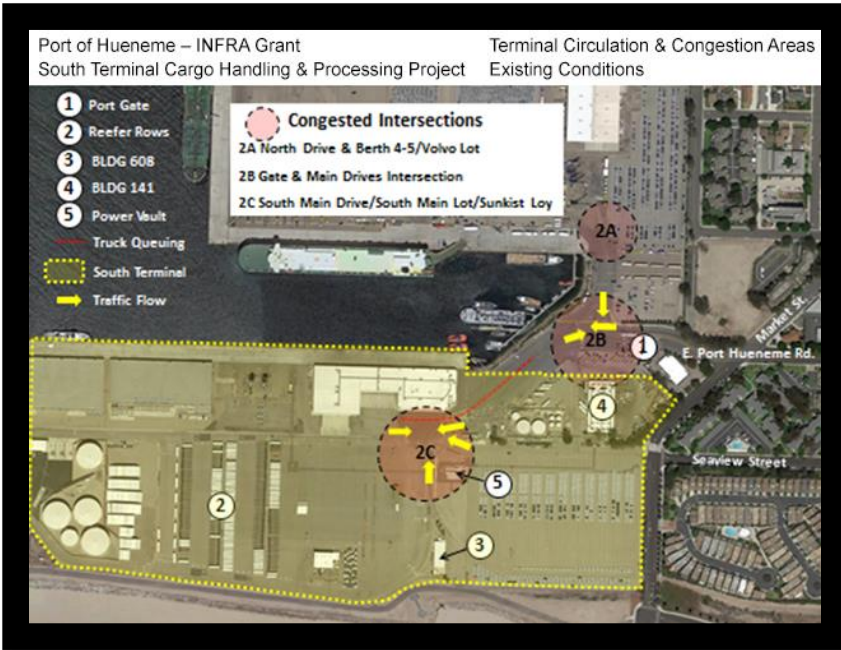 Port of Hueneme – INFRA Grant
South Terminal Cargo Handling & Processing Project
Terminal Circulation & Congestion Areas
Existing Conditions
1 Port Gate
2 Reefer Rows
3 BLDG 608
4 BLDG 141
5 Power Vault
Truck Queuing
South Terminal
Traffic Flow
Congested Intersections
2A North Drive & Berth 4-5/Volvo Lot
2B Gate & Main Drives Intersection
2C South Main Drive/South Main Lot/Sunkist Loy
2A
Market St.
2B
1
E. Port Hueneme Rd.
4
2C
Seaview Street
5
2
3